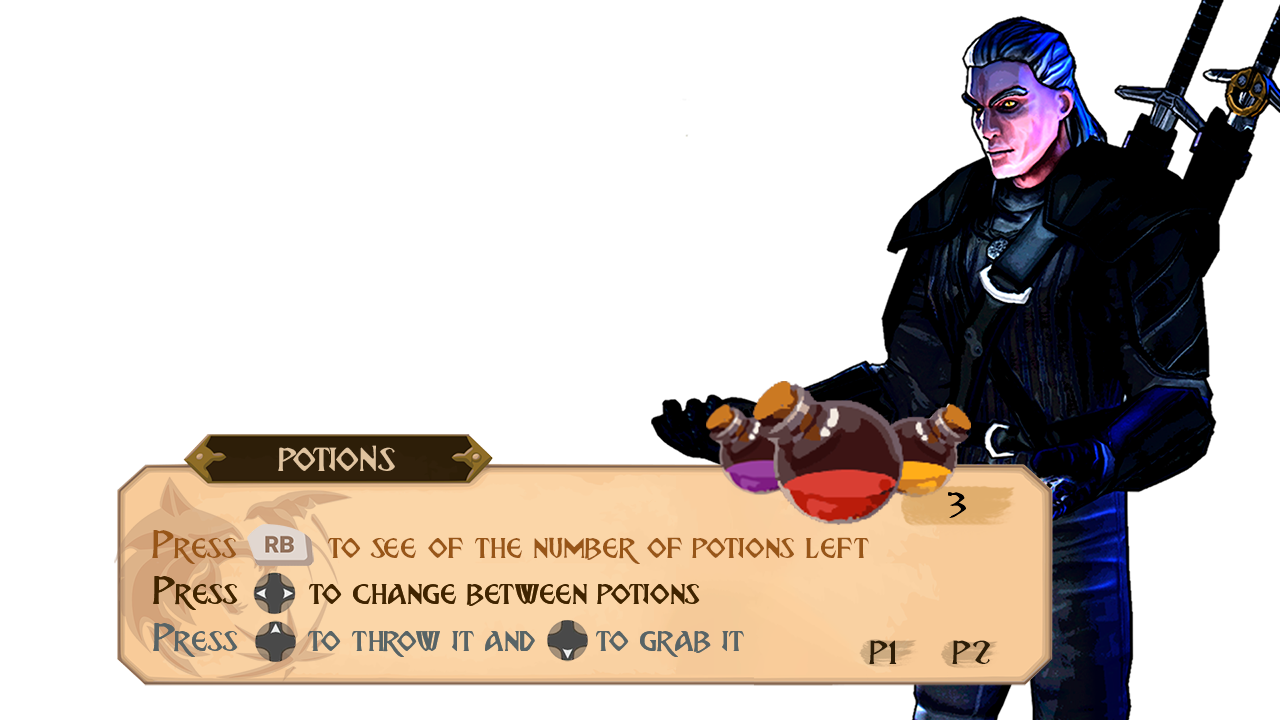 POTIONS
3
PRESS RB TO SEE OF THE NUMBER OF POTIONS LEFT
PRESS TO CHANGE BETWEEN POTIONS
PRESS TO THROW IT AND TO GRAB IT
P1 P2